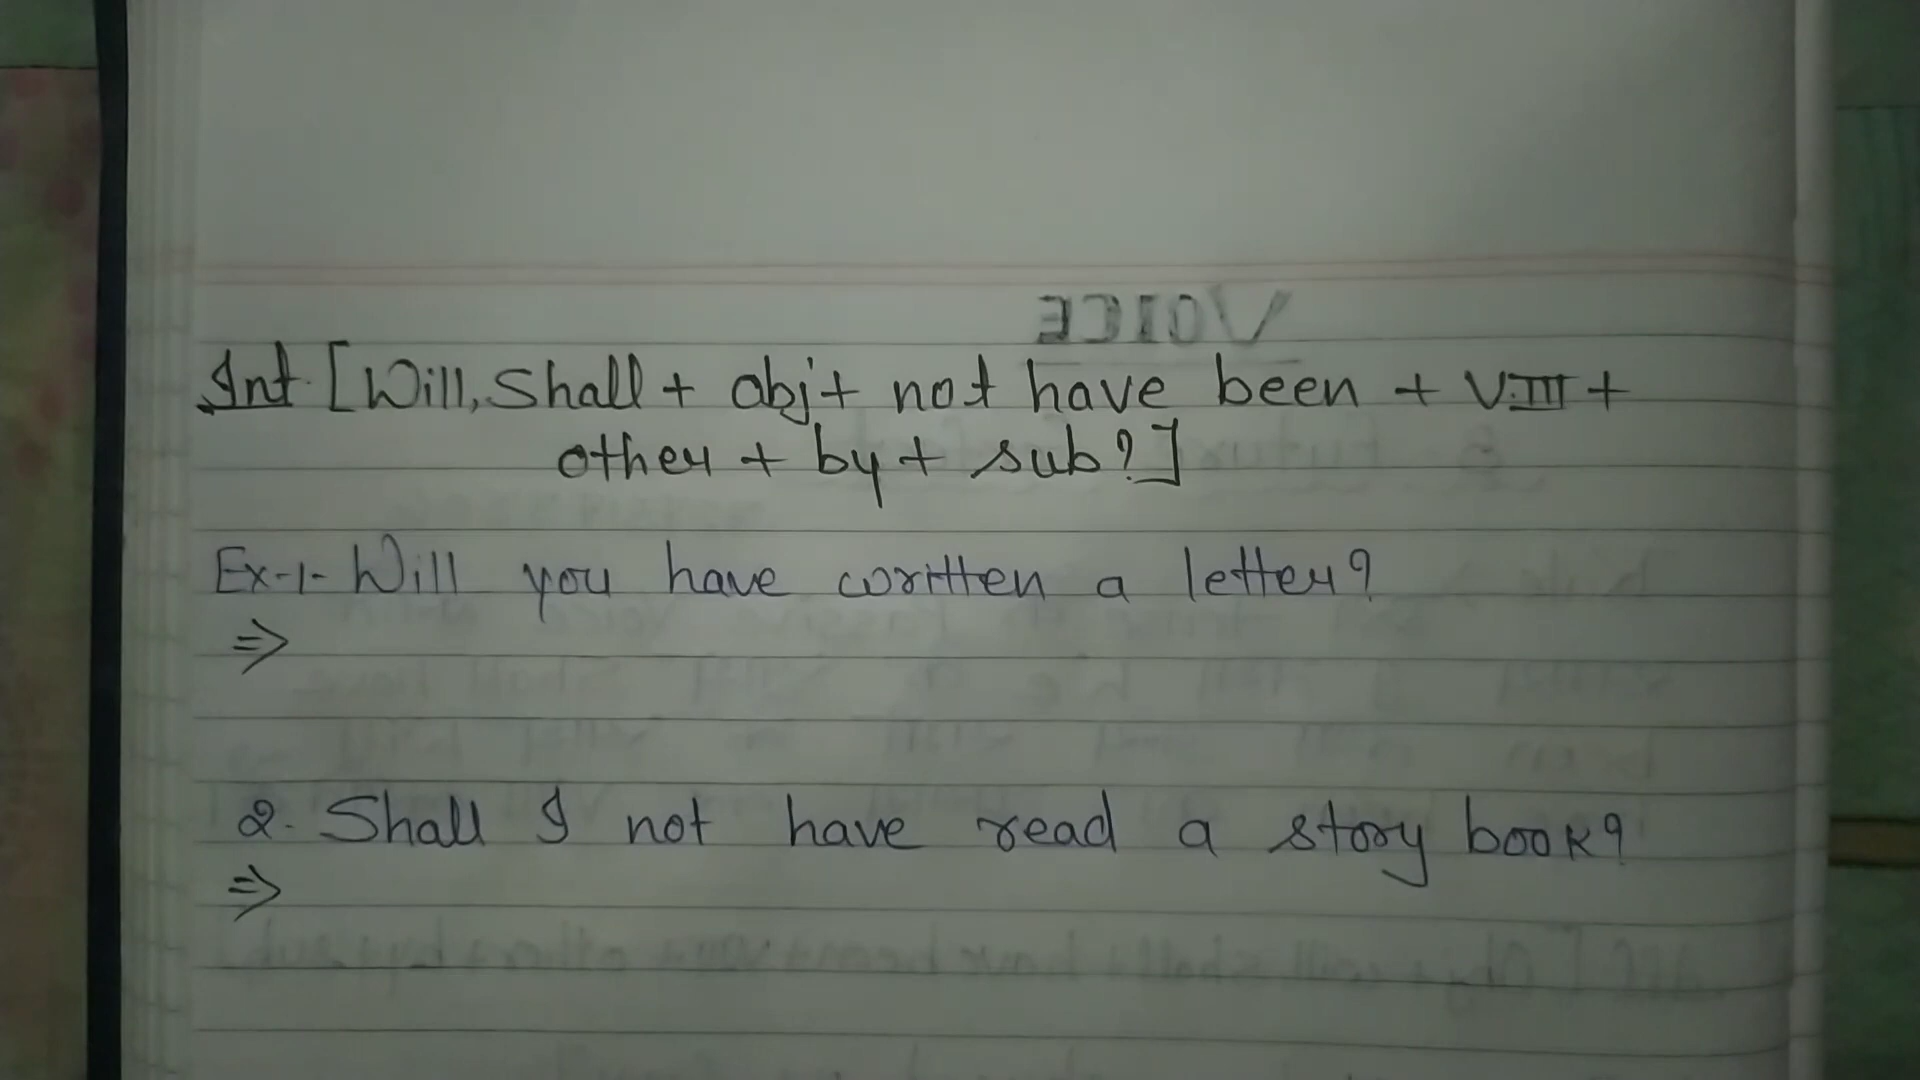 VOICE
Int. [Will, Shall + obj + not have been + V.III +
other + by + sub?]
Ex-1- Will you have written a letter?
⇒
2. Shall I not have read a story book?
⇒